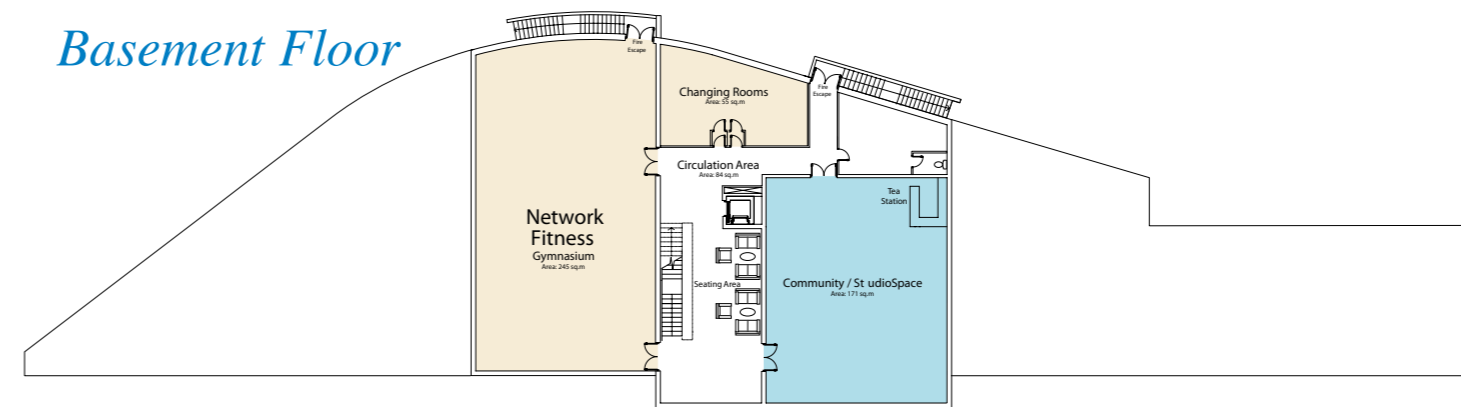 Basement Floor
Fire
Escape
Changing Rooms
Area: 55 sq.m
Fire
Escape
Circulation Area
Area: 84 sq.m
Tea
Station
Network
Fitness
Gymnasium
Area: 245 sq.m
Seating Area
Community / St udioSpace
Area: 171 sq.m